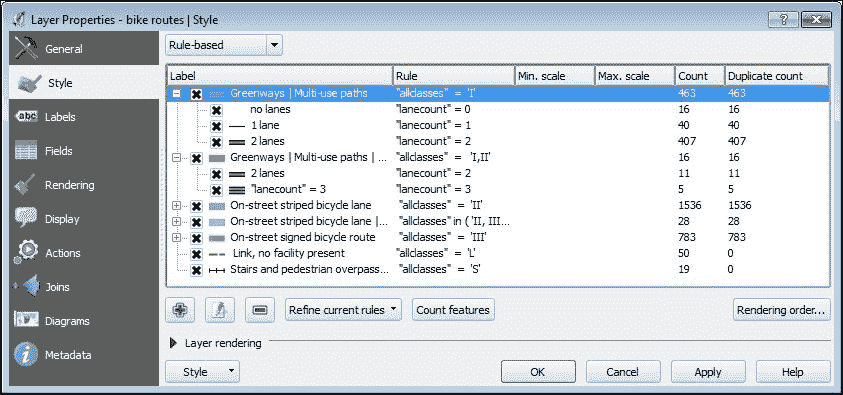 Layer Properties - bike routes | Style
General
Style
Labels
Fields
Rendering
Display
Actions
Joins
Diagrams
Metadata
Rule-based
Label Rule Min. scale Max. scale Count Duplicate count
Greenways | Multi-use paths "allclasses" = 'I' 463 463
no lanes "lanecount" = 0 16 16
1 lane "lanecount" = 1 40 40
2 lanes "lanecount" = 2 407 407
Greenways | Multi-use paths | ... "allclasses" = 'I,II' 16 16
2 lanes "lanecount" = 2 11 11
"lanecount" = 3 "lanecount" = 3 5 5
On-street striped bicycle lane "allclasses" = 'II' 1536 1536
On-street striped bicycle lane | ... "allclasses" in ('II, III... 28 28
On-street signed bicycle route "allclasses" = 'III' 783 783
Link, no facility present "allclasses" = 'L' 50 0
Stairs and pedestrian overpass... "allclasses" = 'S' 19 0
Refine current rules
Count features
Rendering order...
Layer rendering
Style
OK
Cancel
Apply
Help